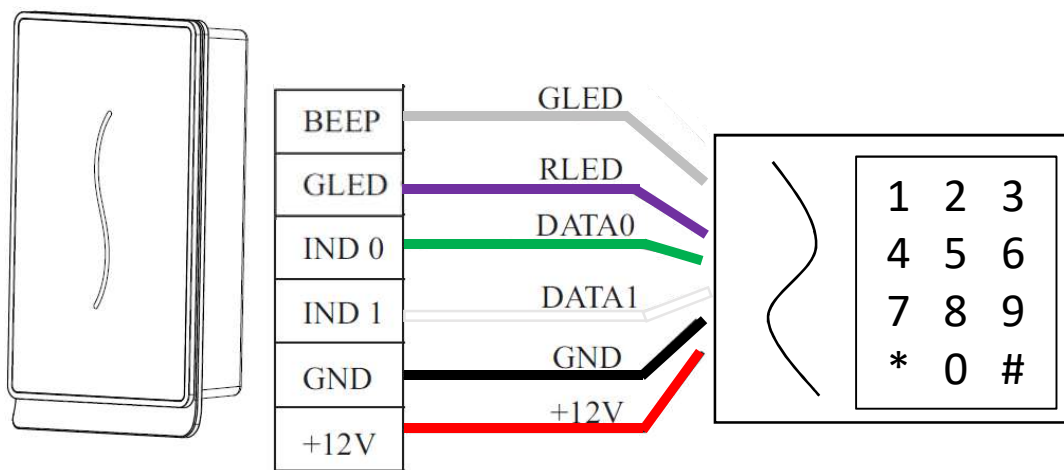 BEEP GLED
GLED RLED
IND 0 DATA0
IND 1 DATA1
GND GND
+12V +12V
1 2 3
4 5 6
7 8 9
* 0 #